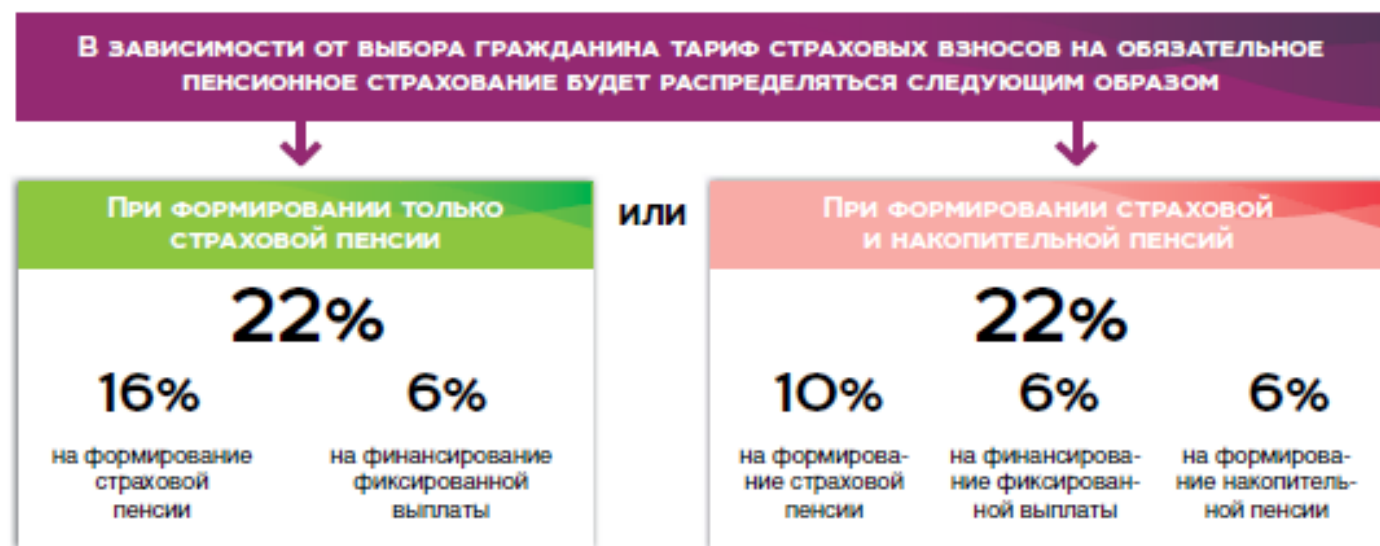 В ЗАВИСИМОСТИ ОТ ВЫБОРА ГРАЖДАНИНА ТАРИФ СТРАХОВЫХ ВЗНОСОВ НА ОБЯЗАТЕЛЬНОЕ
ПЕНСИОННОЕ СТРАХОВАНИЕ БУДЕТ РАСПРЕДЕЛЯТЬСЯ СЛЕДУЮЩИМ ОБРАЗОМ
ПРИ ФОРМИРОВАНИИ ТОЛЬКО
СТРАХОВОЙ ПЕНСИИ
22%
16%
на формирование
страховой
пенсии
6%
на финансирование
фиксированной
выплаты
ИЛИ
ПРИ ФОРМИРОВАНИИ СТРАХОВОЙ
И НАКОПИТЕЛЬНОЙ ПЕНСИЙ
22%
10%
на формирова-
ние страховой
пенсии
6%
на финансирова-
ние фиксирован-
ной выплаты
6%
на формирова-
ние накопитель-
ной пенсии